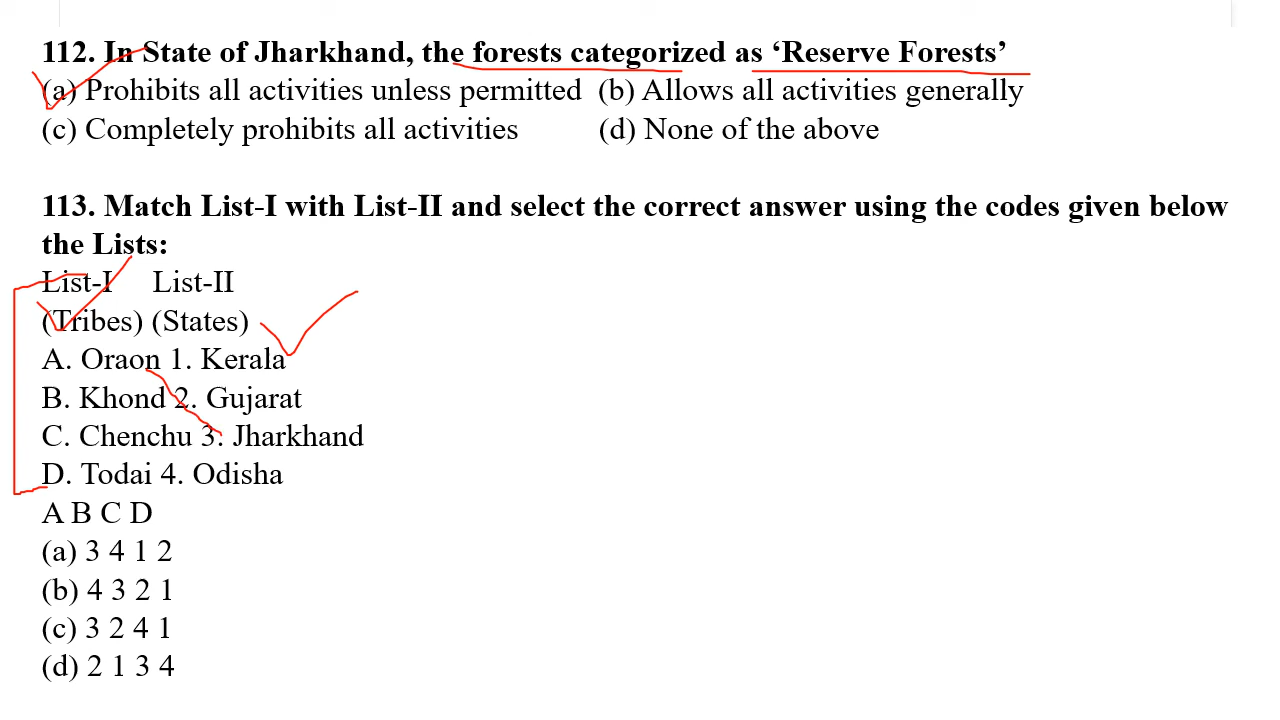 112. In State of Jharkhand, the forests categorized as ‘Reserve Forests’
(a) Prohibits all activities unless permitted (b) Allows all activities generally
(c) Completely prohibits all activities (d) None of the above
113. Match List-I with List-II and select the correct answer using the codes given below
the Lists:
List-I List-II
(Tribes) (States)
A. Oraon 1. Kerala
B. Khond 2. Gujarat
C. Chenchu 3. Jharkhand
D. Todai 4. Odisha
A B C D
(a) 3 4 1 2
(b) 4 3 2 1
(c) 3 2 4 1
(d) 2 1 3 4